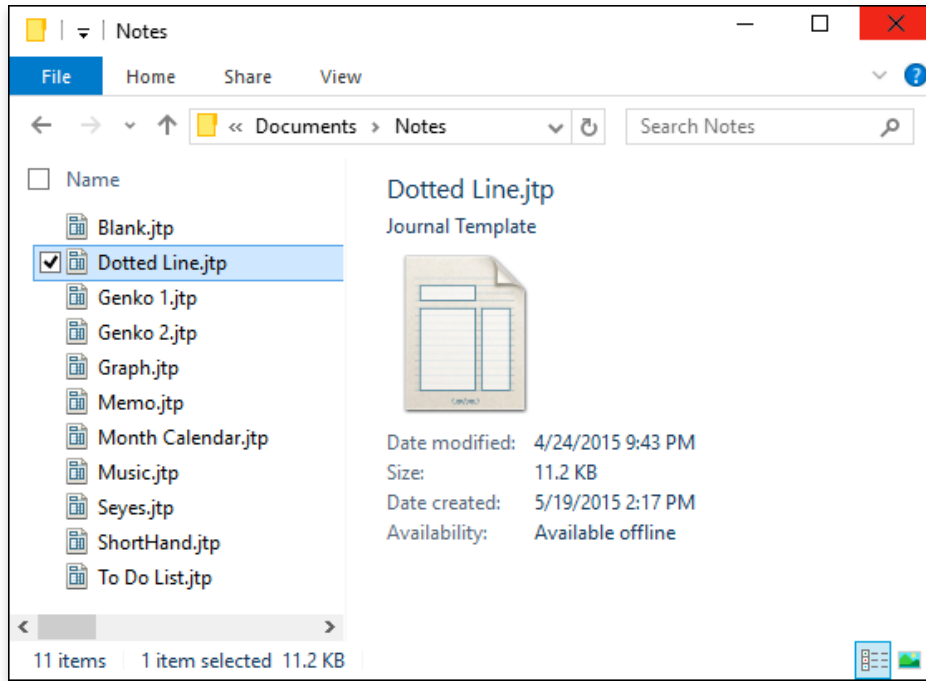 Notes
File Home Share View
« Documents > Notes
Search Notes
Name
Blank.jtp
Dotted Line.jtp
Genko 1.jtp
Genko 2.jtp
Graph.jtp
Memo.jtp
Month Calendar.jtp
Music.jtp
Seyes.jtp
ShortHand.jtp
To Do List.jtp
Dotted Line.jtp
Journal Template
Date modified: 4/24/2015 9:43 PM
Size: 11.2 KB
Date created: 5/19/2015 2:17 PM
Availability: Available offline
11 items 1 item selected 11.2 KB